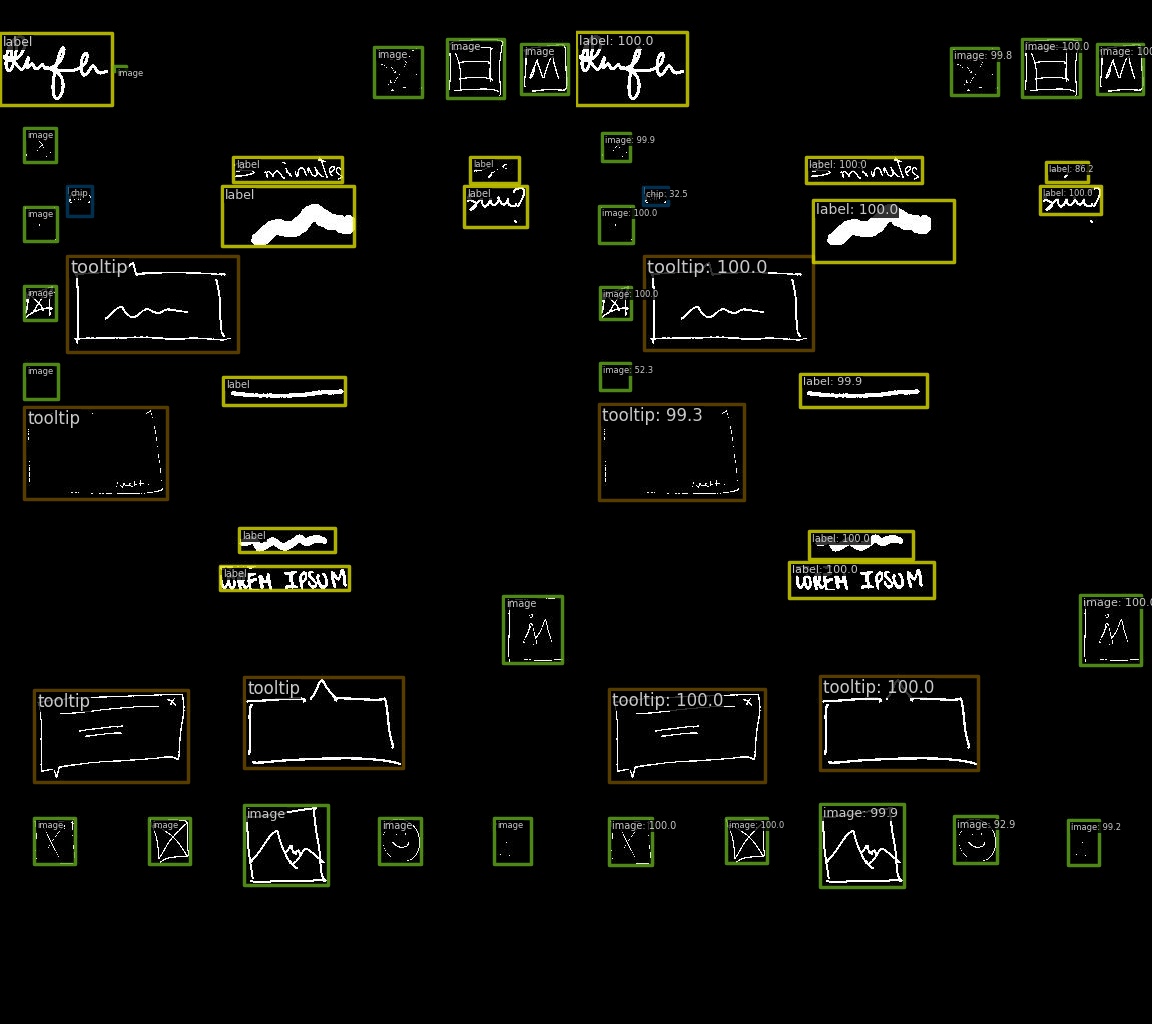 label label: 100.0
image image image image image: 99.8 image: 100.0 image: 100
image image: 99.9
label label label: 100.0 label: 86.2
minutes minutes
chip label label chip: 32.5 label: 100.0
image image: 100.0 label: 100.0
tooltip tooltip: 100.0
image image: 100.0
image image: 52.3
label label: 99.9
tooltip tooltip: 99.3
label label: 100.0
label label: 100.0
LOREM IPSUM LOREM IPSUM
image image: 100.0
tooltip tooltip tooltip: 100.0 tooltip: 100.0
image image image image image image: 100.0 image: 100.0 image: 99.9 image: 92.9 image: 99.2